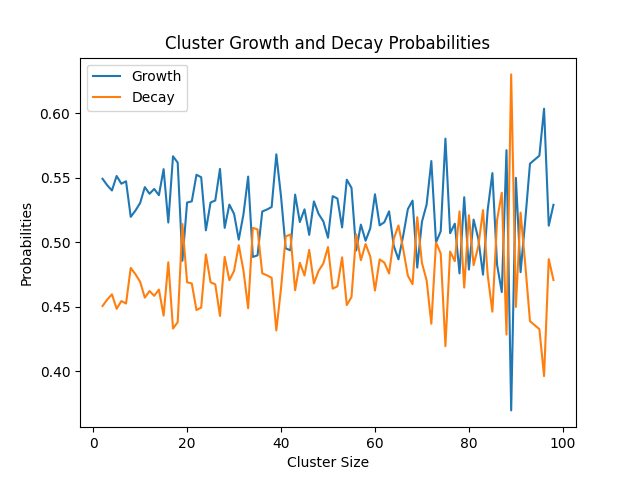 Cluster Growth and Decay Probabilities
Growth
Decay
0.60
0.55
0.50
0.45
0.40
Probabilities
0 20 40 60 80 100
Cluster Size